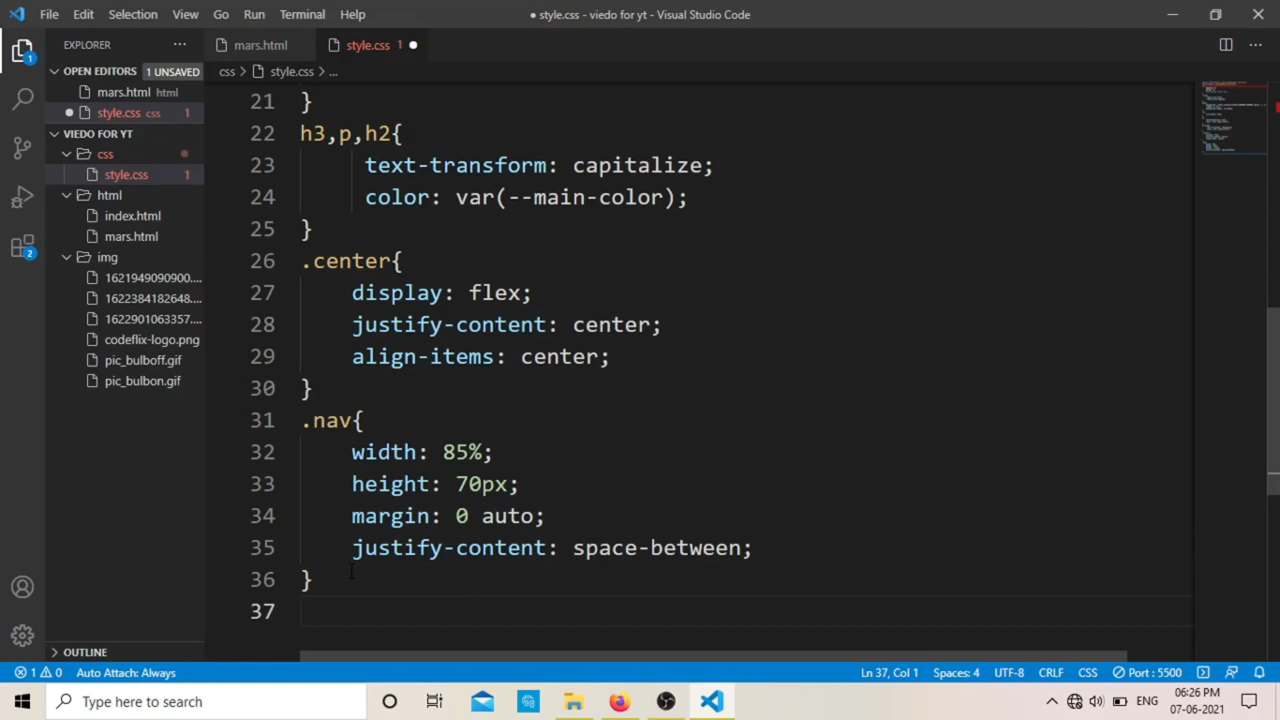 File Edit Selection View Go Run Terminal Help
● style.css - viedo for yt - Visual Studio Code
EXPLORER ···
mars.html
style.css 1
OPEN EDITORS 1 UNSAVED
mars.html html
style.css css 1
VIEDO FOR YT
css
style.css 1
html
index.html
mars.html
img
1621949090900....
1622384182648....
1622901063357....
codeflix-logo.png
pic_bulboff.gif
pic_bulbon.gif
OUTLINE
1
2
css > style.css > ...
21 }
22 h3,p,h2{
23 text-transform: capitalize;
24 color: var(--main-color);
25 }
26 .center{
27 display: flex;
28 justify-content: center;
29 align-items: center;
30 }
31 .nav{
32 width: 85%;
33 height: 70px;
34 margin: 0 auto;
35 justify-content: space-between;
36 }
37
1 0 Auto Attach: Always
Ln 37, Col 1 Spaces: 4 UTF-8 CRLF CSS Port : 5500
Type here to search
ENG
06:26 PM
07-06-2021